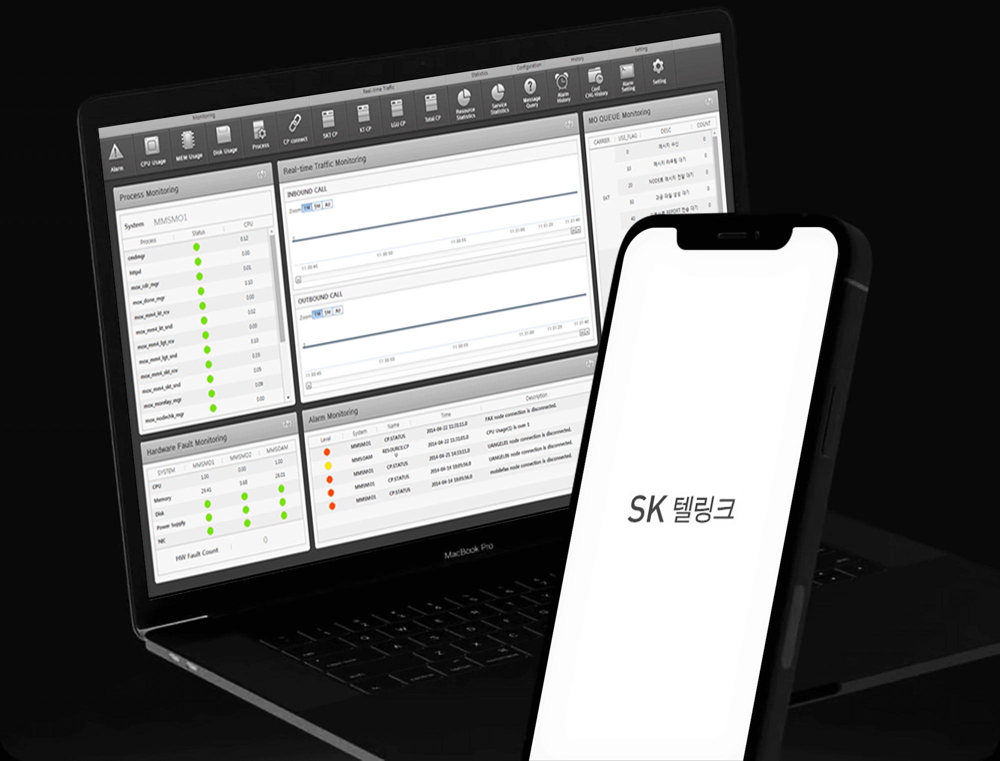 Monitoring
Real-time Traffic
Statistics
Configuration
History
Setting
Alarm
CPU Usage
MEM Usage
Disk Usage
Process
CP connect
SKT CP
KT CP
LGU CP
Total CP
Resource Statistics
Service Statistics
Message Query
Alarm History
Conf. CHG History
Alarm Setting
Setting
Process Monitoring
System MMSMO1
Process Status CPU
cmdmgr 0.12
httpd 0.00
mox_cdr_mgr 0.01
mox_done_mgr 0.10
mox_mm4_kt_rcv 0.00
mox_mm4_kt_snd 0.02
mox_mm4_lgt_rcv 0.00
mox_mm4_lgt_snd 0.10
mox_mm4_skt_rcv 0.33
mox_mm4_skt_snd 0.05
mox_morelay_mgr 0.09
mox_nodechk_mgr 0.00
Real-time Traffic Monitoring
INBOUND CALL
Zoom 1M 5M All
11:30:45 11:30:50 11:30:55 11:31:00 11:31:20 11:31:40
OUTBOUND CALL
Zoom 1M 5M All
11:30:45 11:30:50 11:30:55 11:31:00 11:31:20 11:31:40
MO QUEUE Monitoring
CARRIER USE_FLAG DESC COUNT
SKT
0 메시지 수신 0
10 메시지 라우팅 대기 0
20 NODE로 메시지 전달 대기 0
30 과금 파일 생성 대기 0
40 REPORT 전송 대기 0
Hardware Fault Monitoring
SYSTEM MMSMO1 MMSMO2 MMSOAM
CPU 1.00 0.00 1.00
Memory 29.41 3.68 26.01
Disk
Power Supply
NIC
HW Fault Count 0
Alarm Monitoring
Level System Name Time Description
MMSMO1 CP.STATUS 2014-06-22 11:31:11.0 FAX node connection is disconnected.
MMSOAM RESOURCE.CPU 2014-06-22 11:31:01.0 CPU Usage(1) is over 1
MMSMO1 CP.STATUS 2014-06-21 14:33:11.0 UANGEL01 node connection is disconnected.
MMSMO1 CP.STATUS 2014-06-14 18:05:56.0 UANGEL06 node connection is disconnected.
MMSMO1 CP.STATUS 2014-06-14 18:05:56.0 mobilefax node connection is disconnected.
MacBook Pro
SK 텔링크